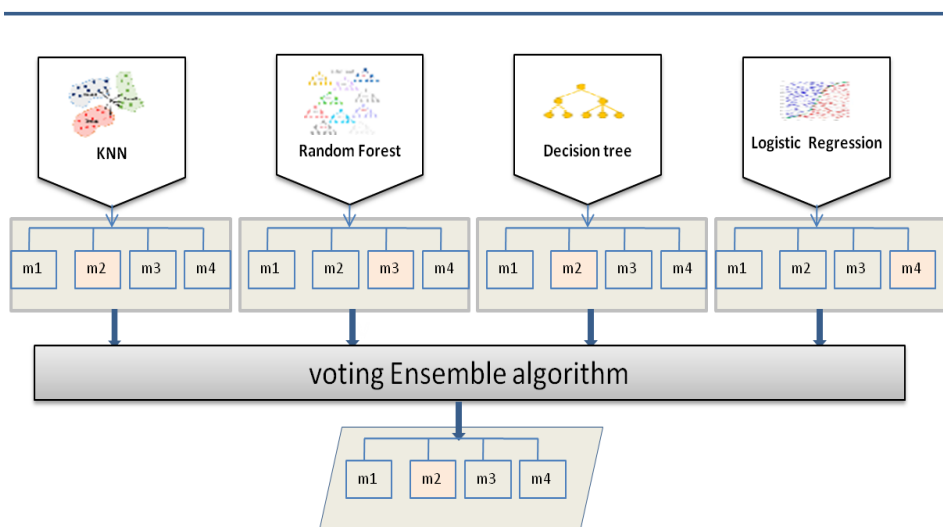 KNN
Random Forest
Decision tree
Logistic Regression
m1 m2 m3 m4
m1 m2 m3 m4
m1 m2 m3 m4
m1 m2 m3 m4
voting Ensemble algorithm
m1 m2 m3 m4